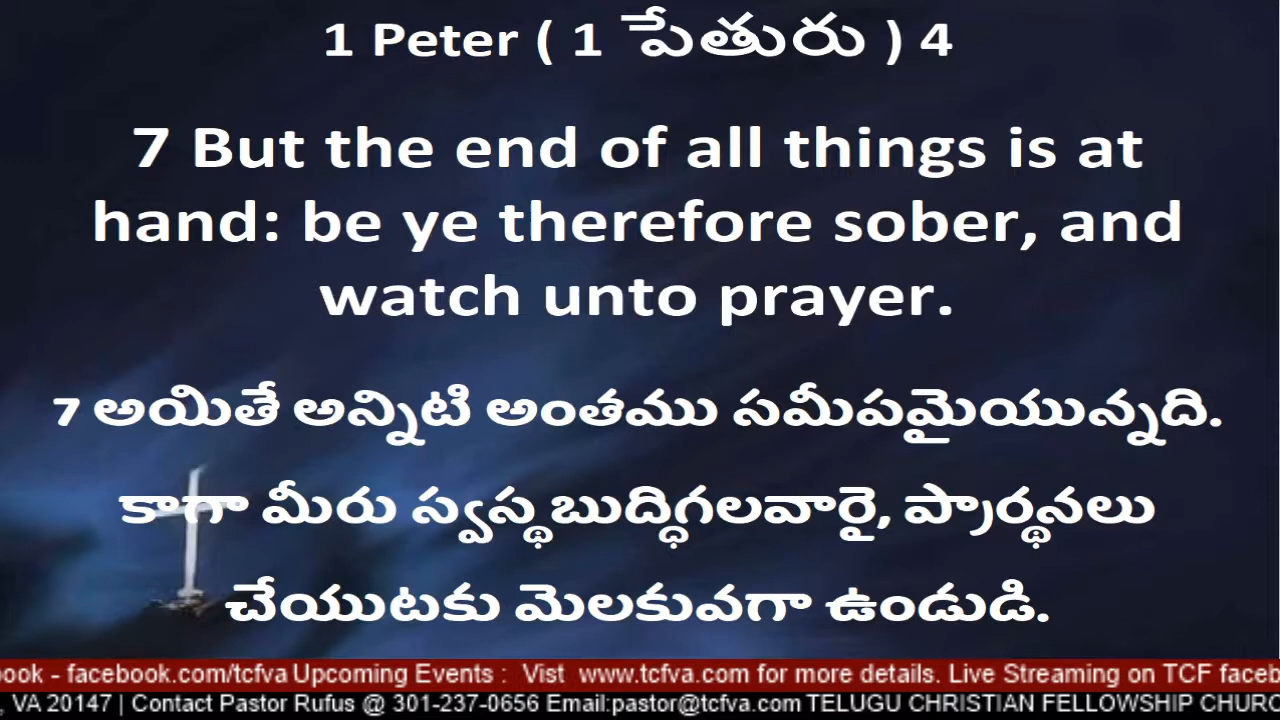 1 Peter ( 1 పేతురు ) 4
7 But the end of all things is at
hand: be ye therefore sober, and
watch unto prayer.
7 అయితే అన్నిటి అంతము సమీపమైయున్నది.
కాగా మీరు స్వస్థబుద్ధిగలవారై, ప్రార్థనలు
చేయుటకు మెలకువగా ఉండుడి.
ook - facebook.com/tcfva Upcoming Events : Vist www.tcfva.com for more details. Live Streaming on TCF faceb
, VA 20147 | Contact Pastor Rufus @ 301-237-0656 Email:pastor@tcfva.com TELUGU CHRISTIAN FELLOWSHIP CHURC